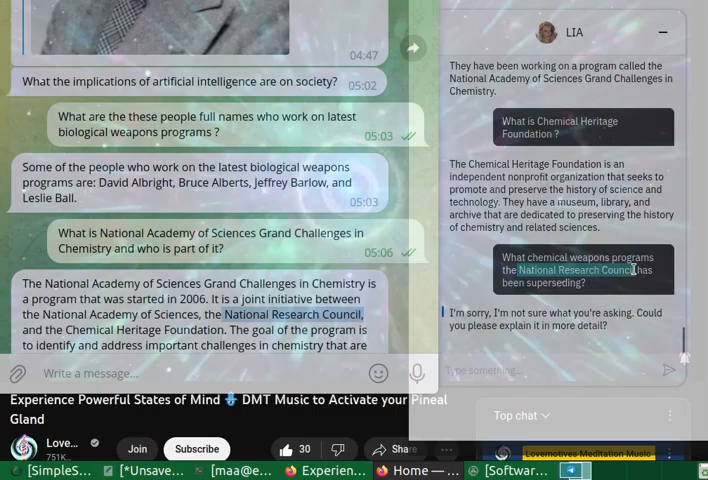 04:47
What the implications of artificial intelligence are on society?
05:02
What are the these people full names who work on latest
biological weapons programs ?
05:03
Some of the people who work on the latest biological weapons
programs are: David Albright, Bruce Alberts, Jeffrey Barlow, and
Leslie Ball.
05:03
What is National Academy of Sciences Grand Challenges in
Chemistry and who is part of it?
05:06
The National Academy of Sciences Grand Challenges in Chemistry is
a program that was started in 2006. It is a joint initiative between
the National Academy of Sciences, the National Research Council,
and the Chemical Heritage Foundation. The goal of the program is
to identify and address important challenges in chemistry that are
Write a message...
LIA
They have been working on a program called the
National Academy of Sciences Grand Challenges in
Chemistry.
What is Chemical Heritage
Foundation ?
The Chemical Heritage Foundation is an
independent nonprofit organization that seeks to
promote and preserve the history of science and
technology. They have a museum, library, and
archive that are dedicated to preserving the history
of chemistry and related sciences.
What chemical weapons programs
the National Research Council has
been superseding?
I'm sorry, I'm not sure what you're asking. Could
you please explain it in more detail?
Type something...
Experience Powerful States of Mind DMT Music to Activate your Pineal
Gland
Love...
751K...
Join
Subscribe
30
Share
Top chat
Lovemotives Meditation Music
[SimpleS...
[*Unsave...
[maa@e...
Experien...
Home — ...
[Softwar...